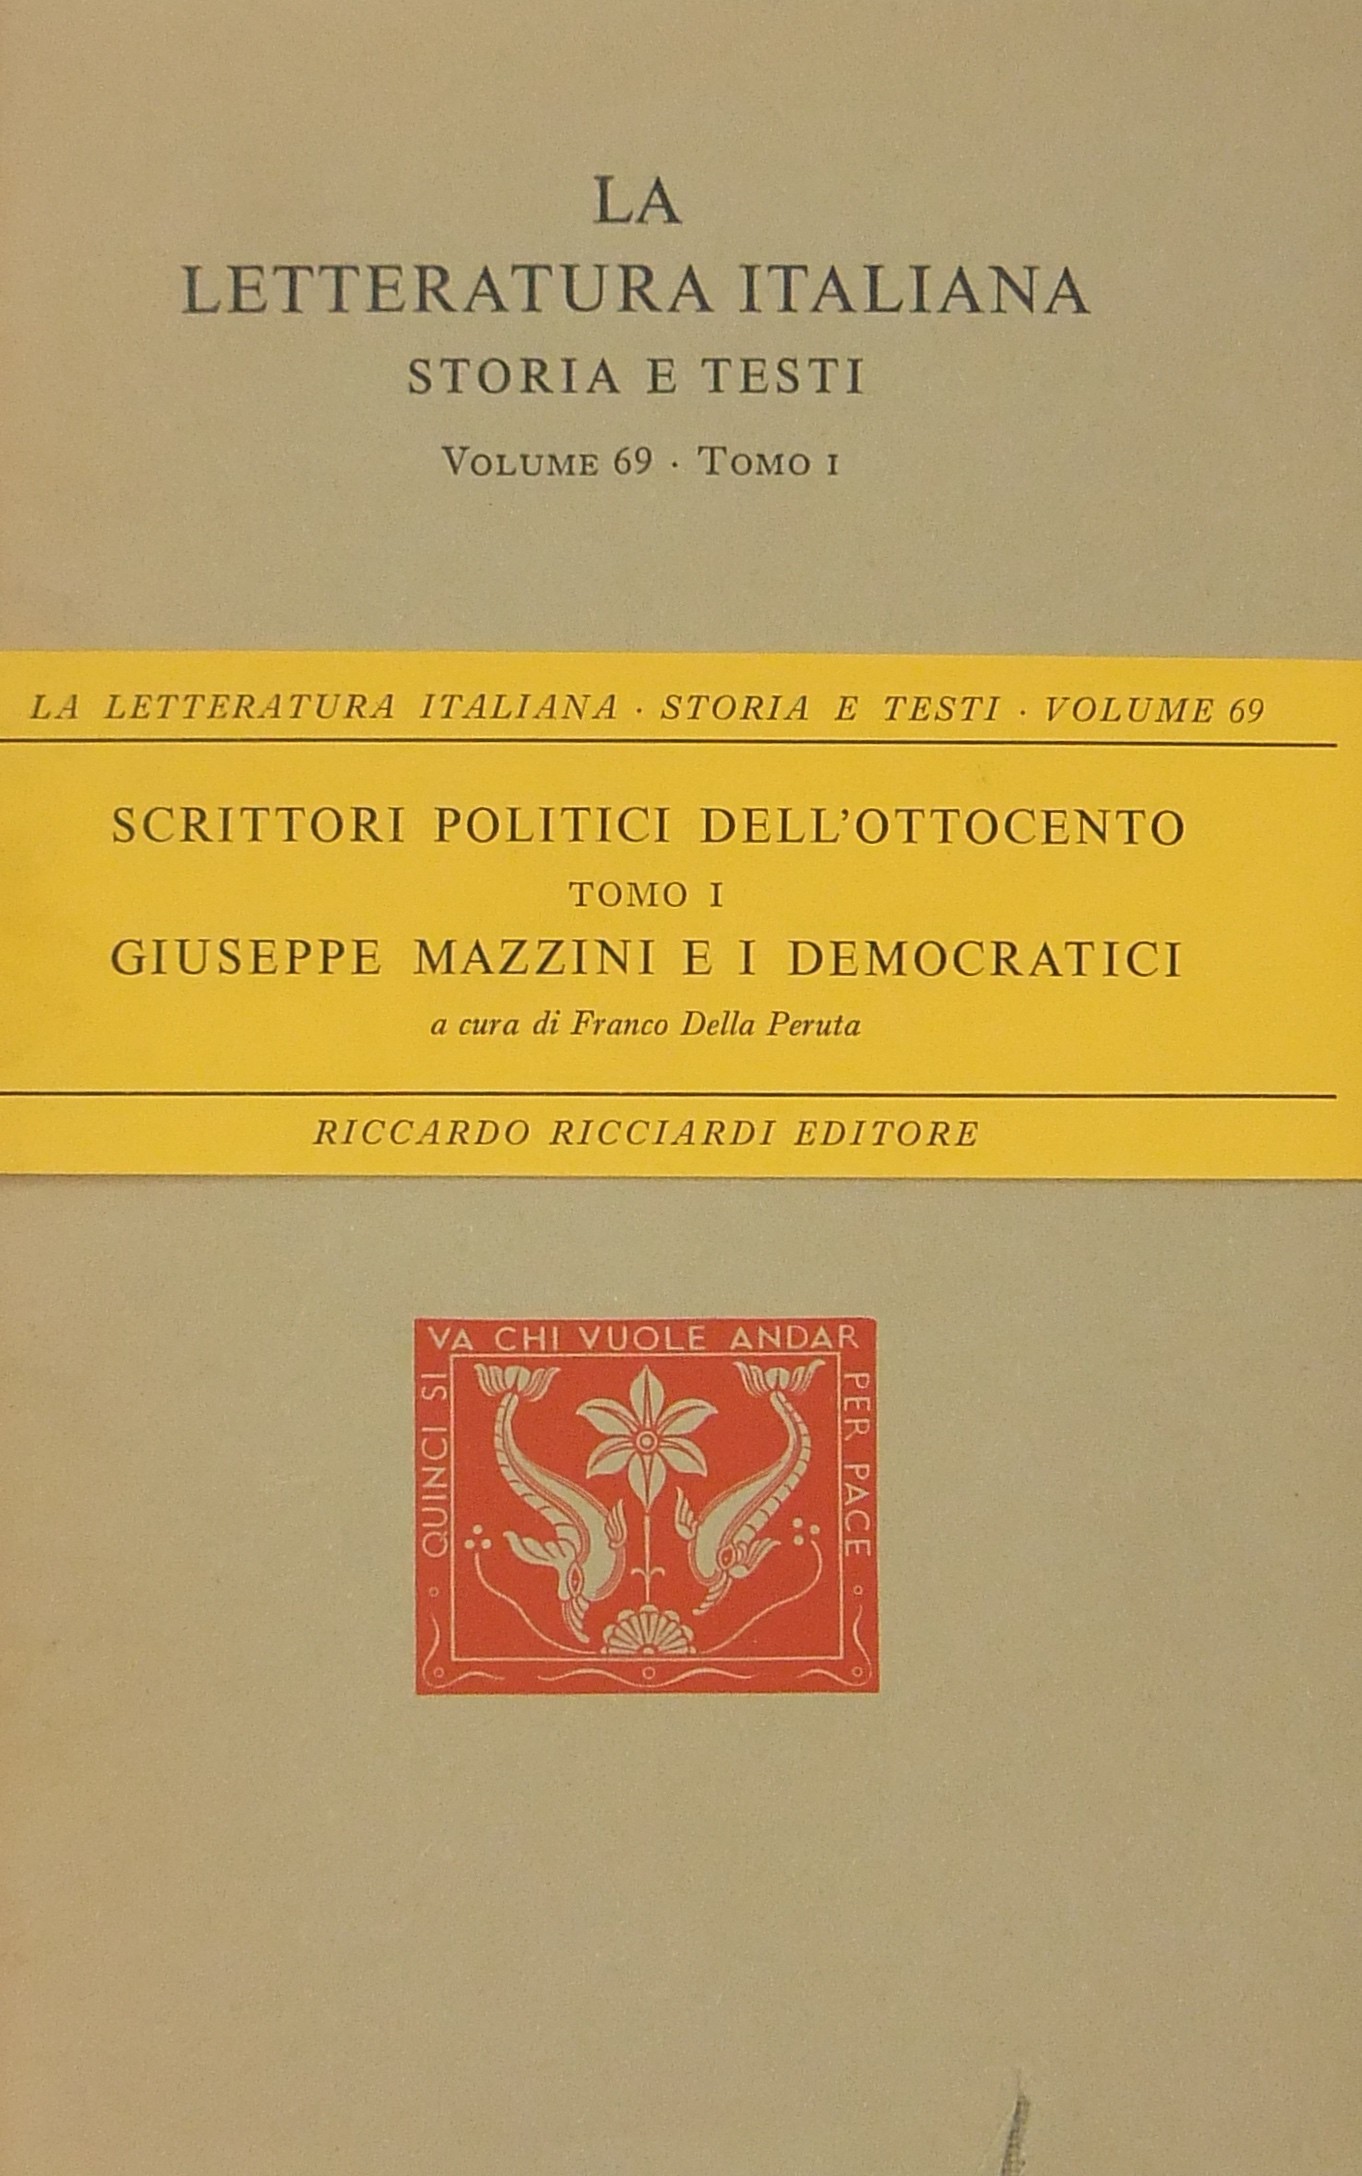 LA
LETTERATURA ITALIANA
STORIA E TESTI
VOLUME 69 · TOMO I
LA LETTERATURA ITALIANA · STORIA E TESTI · VOLUME 69
SCRITTORI POLITICI DELL'OTTOCENTO
TOMO I
GIUSEPPE MAZZINI E I DEMOCRATICI
a cura di Franco Della Peruta
RICCARDO RICCIARDI EDITORE
QUINCI SI
VA CHI VUOLE ANDAR
PER PACE